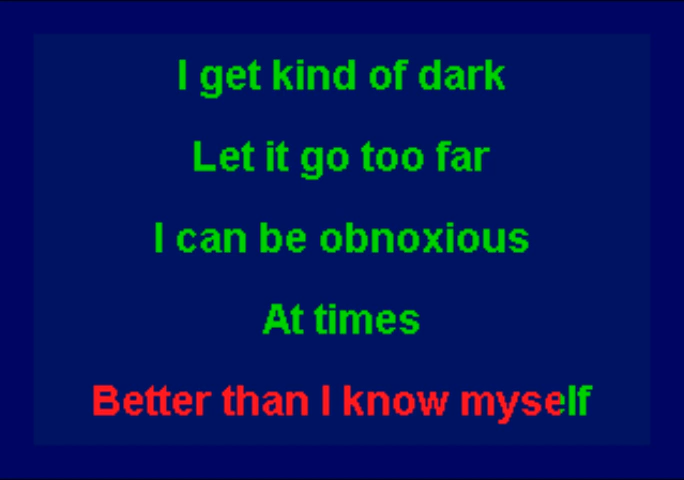 I get kind of dark
Let it go too far
I can be obnoxious
At times
Better than I know myself